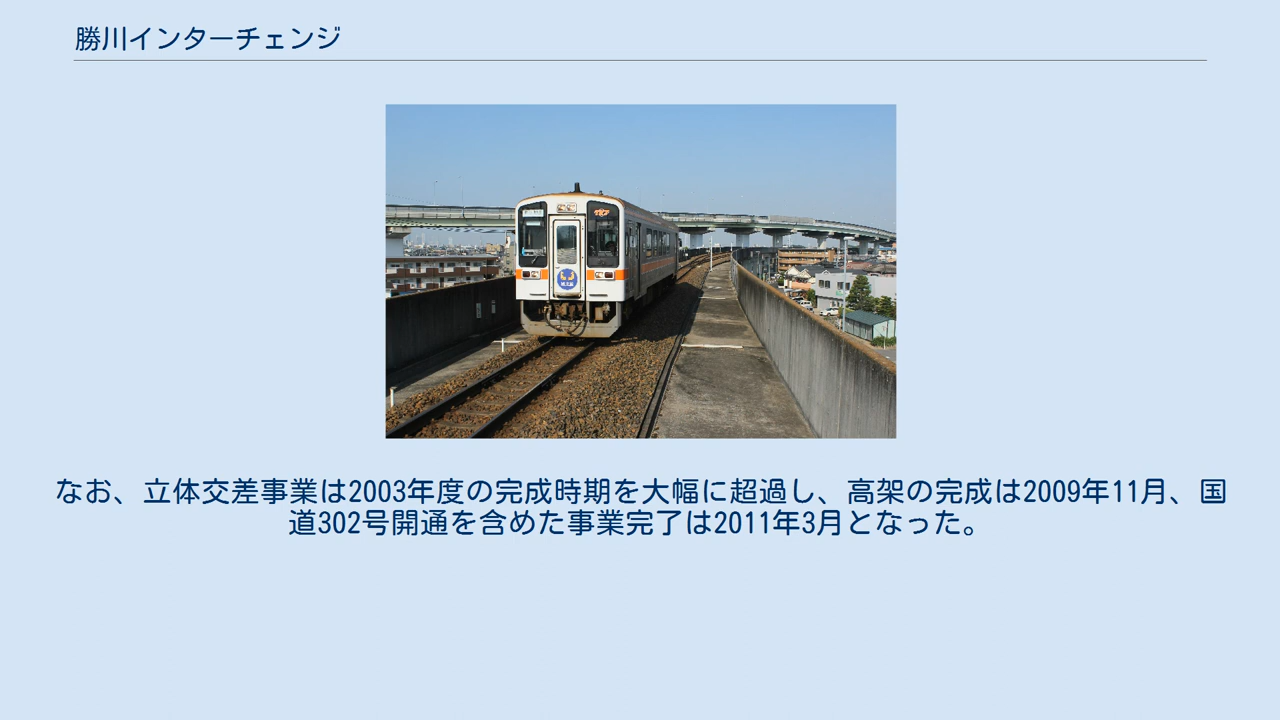 勝川インターチェンジ
なお、立体交差事業は2003年度の完成時期を大幅に超過し、高架の完成は2009年11月、国
道302号開通を含めた事業完了は2011年3月となった。